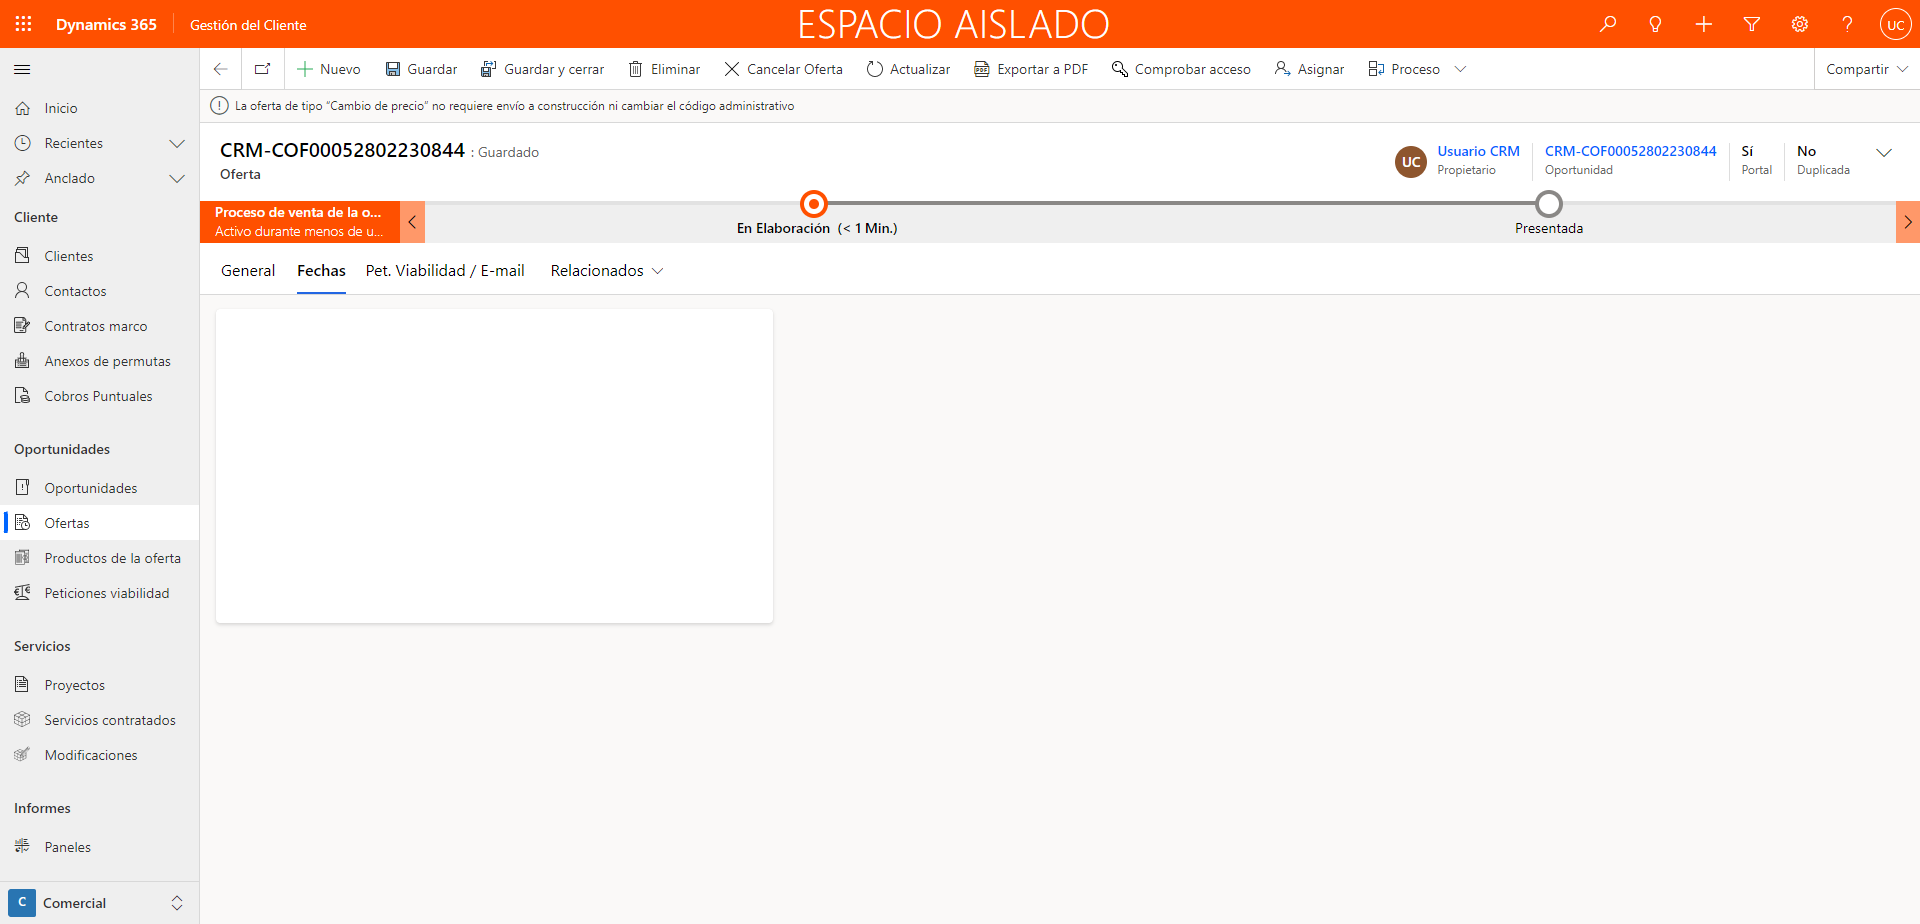 Dynamics 365
Gestión del Cliente
ESPACIO AISLADO
UC
Nuevo
Guardar
Guardar y cerrar
Eliminar
Cancelar Oferta
Actualizar
Exportar a PDF
Comprobar acceso
Asignar
Proceso
Compartir
La oferta de tipo “Cambio de precio” no requiere envío a construcción ni cambiar el código administrativo
CRM-COF00052802230844 : Guardado
Oferta
UC
Usuario CRM
Propietario
CRM-COF00052802230844
Oportunidad
Sí
Portal
No
Duplicada
Proceso de venta de la o...
Activo durante menos de u...
En Elaboración (< 1 Min.)
Presentada
General
Fechas
Pet. Viabilidad / E-mail
Relacionados
Inicio
Recientes
Anclado
Cliente
Clientes
Contactos
Contratos marco
Anexos de permutas
Cobros Puntuales
Oportunidades
Oportunidades
Ofertas
Productos de la oferta
Peticiones viabilidad
Servicios
Proyectos
Servicios contratados
Modificaciones
Informes
Paneles
C
Comercial